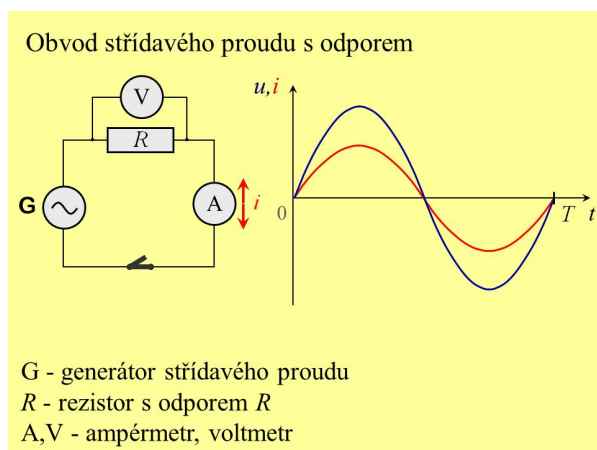 Obvod střídavého proudu s odporem
V
R
G
A
i
u,i
0
T
t
G - generátor střídavého proudu
R - rezistor s odporem R
A,V - ampérmetr, voltmetr